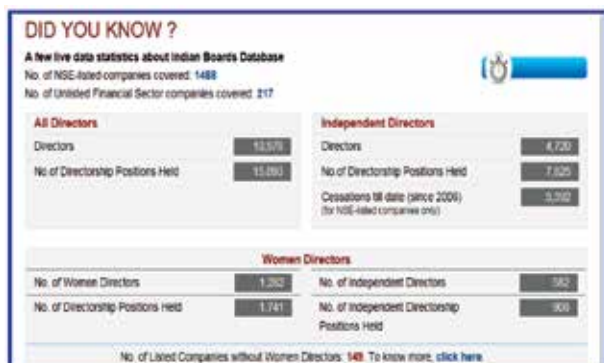 DID YOU KNOW ?
A few live data statistics about Indian Boards Database
No. of NSE-listed companies covered: 1488
No. of Unlisted Financial Sector companies covered: 217
All Directors
Directors
No of Directorship Positions Held
Independent Directors
Directors 4,720
No.of Directorship Positions Held 7,625
Cessations till date (since 2006)
(for NSE-listed companies only)
Women Directors
No. of Women Directors
No. of Directorship Positions Held 1,741
No. of Independent Directors
No. of Independent Directorship
Positions Held
No. of Listed Companies without Women Directors: 149 To know more, click here